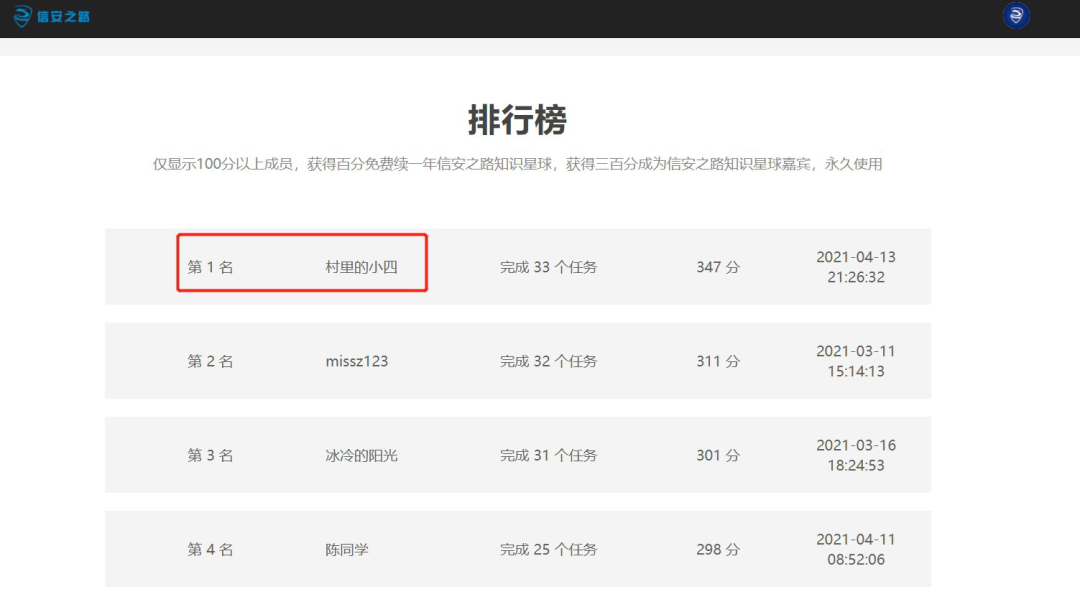 信安之路
排行榜
仅显示100分以上成员，获得百分免费续一年信安之路知识星球，获得三百分成为信安之路知识星球嘉宾，永久使用
第 1 名 村里的小四 完成 33 个任务 347 分 2021-04-13
21:26:32
第 2 名 missz123 完成 32 个任务 311 分 2021-03-11
15:14:13
第 3 名 冰冷的阳光 完成 31 个任务 301 分 2021-03-16
18:24:53
第 4 名 陈同学 完成 25 个任务 298 分 2021-04-11
08:52:06